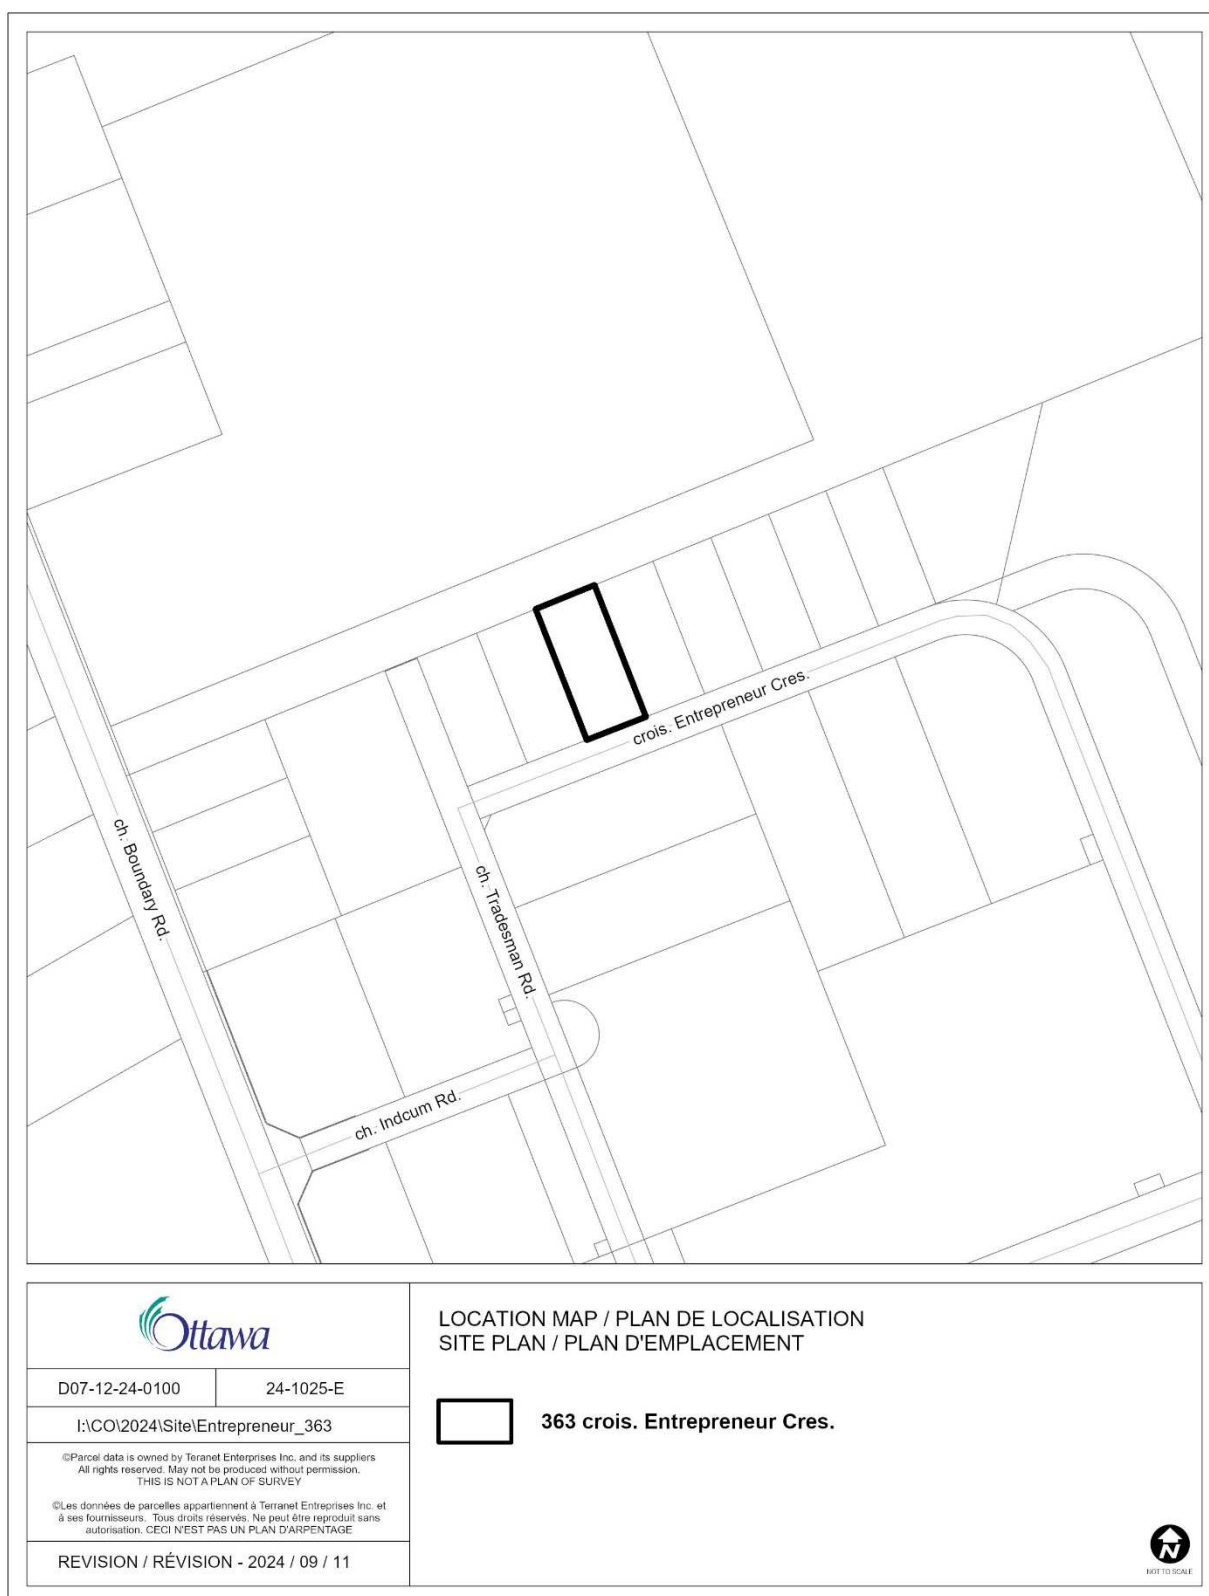 crois. Entrepreneur Cres.
ch. Boundary Rd.
ch. Tradesman Rd.
ch. Indcum Rd.
Ottawa
D07-12-24-0100
24-1025-E
I:\CO\2024\Site\Entrepreneur_363
©Parcel data is owned by Teranet Enterprises Inc. and its suppliers
All rights reserved. May not be produced without permission.
THIS IS NOT A PLAN OF SURVEY
©Les données de parcelles appartiennent à Terranet Entreprises Inc. et
à ses fournisseurs. Tous droits réservés. Ne peut être reproduit sans
autorisation. CECI N'EST PAS UN PLAN D'ARPENTAGE
REVISION / RÉVISION - 2024 / 09 / 11
LOCATION MAP / PLAN DE LOCALISATION
SITE PLAN / PLAN D'EMPLACEMENT
363 crois. Entrepreneur Cres.
N
NOT TO SCALE